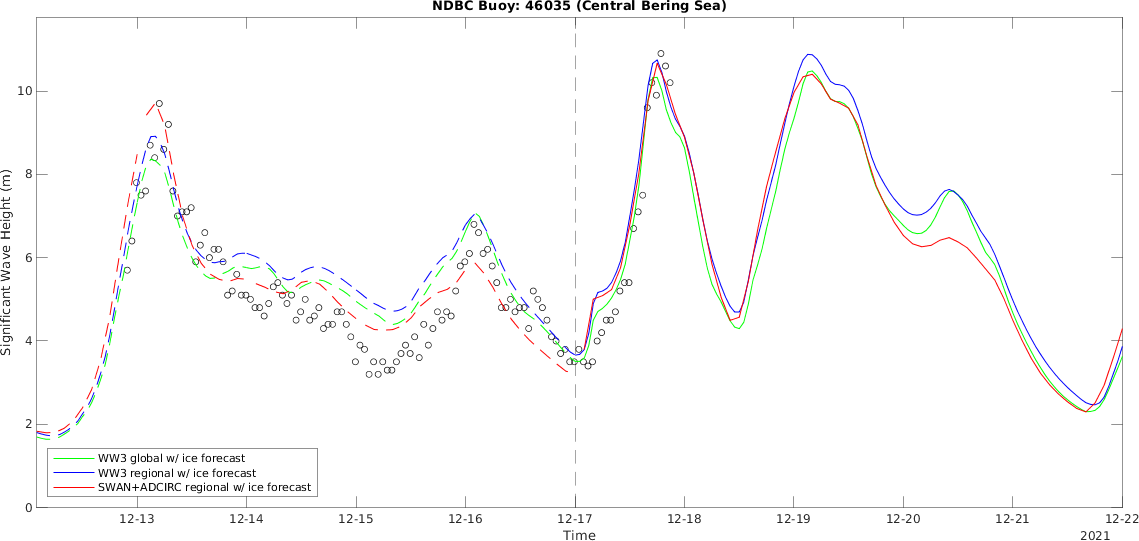 NDBC Buoy: 46035 (Central Bering Sea)
Significant Wave Height (m)
10
8
6
4
2
0
WW3 global w/ ice forecast
WW3 regional w/ ice forecast
SWAN+ADCIRC regional w/ ice forecast
12-13 12-14 12-15 12-16 12-17 12-18 12-19 12-20 12-21 12-22
Time
2021